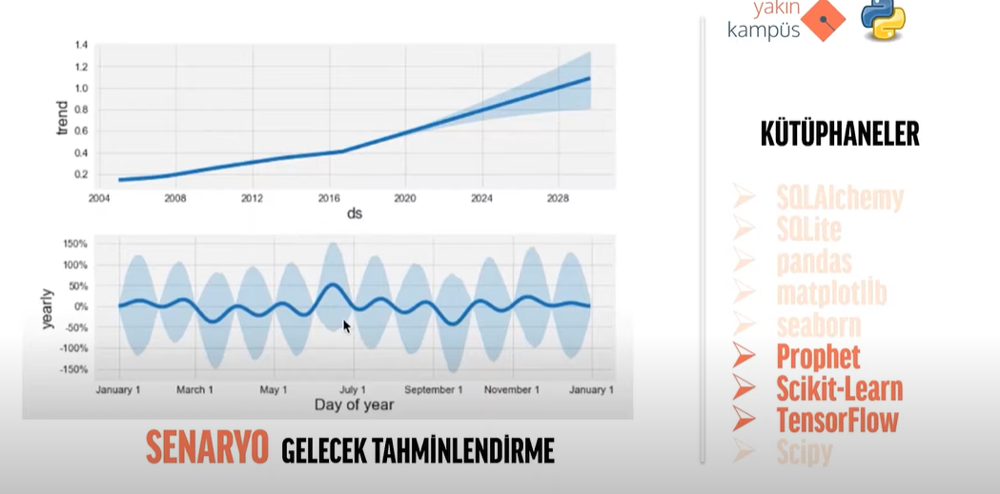 yakın
kampüs
1.4
1.2
1.0
0.8
0.6
0.4
0.2
trend
2004 2008 2012 2016 2020 2024 2028
ds
150%
100%
50%
0%
-50%
-100%
-150%
yearly
January 1 March 1 May 1 July 1 September 1 November 1 January 1
Day of year
SENARYO GELECEK TAHMİNLENDİRME
KÜTÜPHANELER
SQLAlchemy
SQLite
pandas
matplotlib
seaborn
Prophet
Scikit-Learn
TensorFlow
Scipy